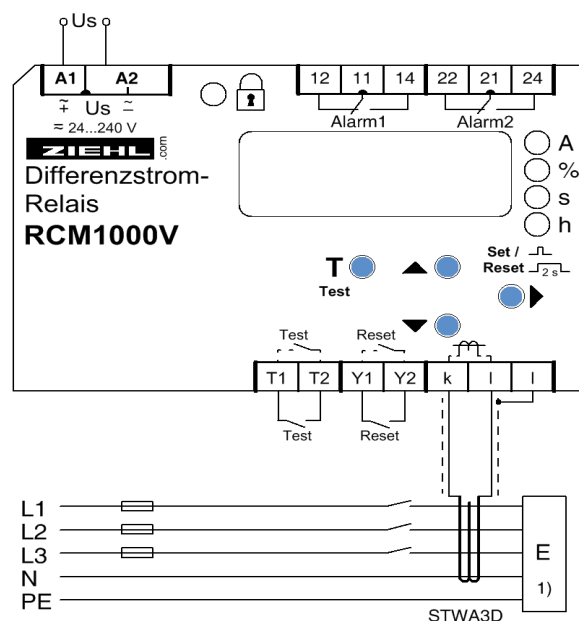 Us
A1 A2 12 11 14 22 21 24
Us
≂ 24...240 V
Alarm1 Alarm2
ZIEHL.com
Differenzstrom-
Relais
RCM1000V
A
%
s
h
T
Test
Set /
Reset 2 s
Test Reset
T1 T2 Y1 Y2 k l l
Test Reset
L1
L2
L3
N
PE
E
1)
STWA3D